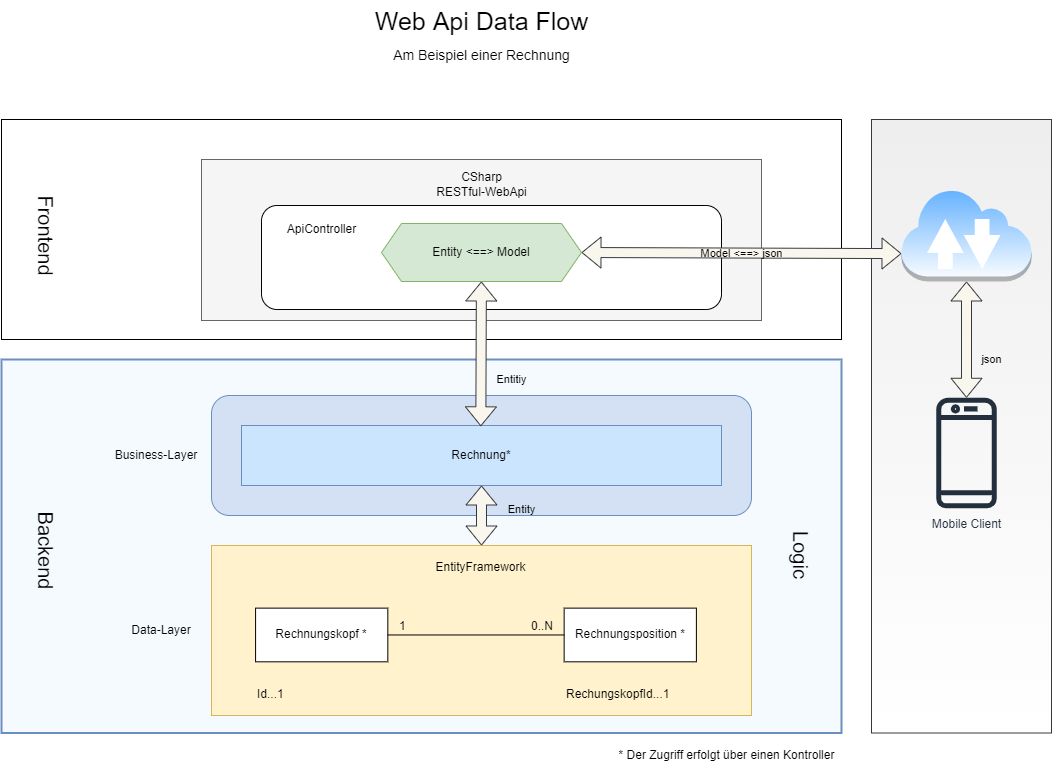 Web Api Data Flow
Am Beispiel einer Rechnung
Frontend
CSharp
RESTful-WebApi
ApiController
Entity <==> Model
Model <==> json
Entitiy
json
Business-Layer
Rechnung*
Mobile Client
Backend
Entity
Logic
EntityFramework
Data-Layer
Rechnungskopf *
1
0..N
Rechnungsposition *
Id...1
RechungskopfId...1
* Der Zugriff erfolgt über einen Kontroller